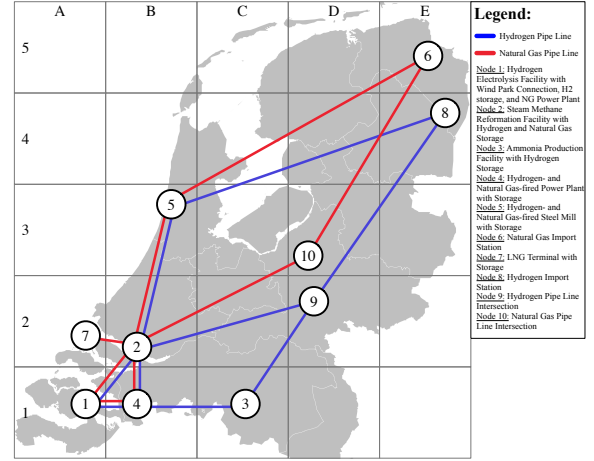 A B C D E
Legend:
5
6
Hydrogen Pipe Line
Natural Gas Pipe Line
Node 1: Hydrogen
Electrolysis Facility with
Wind Park Connection, H2
storage, and NG Power Plant
Node 2: Steam Methane
Reformation Facility with
Hydrogen and Natural Gas
Storage
Node 3: Ammonia Production
Facility with Hydrogen
Storage
Node 4: Hydrogen- and
Natural Gas-fired Power Plant
with Storage
Node 5: Hydrogen- and
Natural Gas-fired Steel Mill
with Storage
Node 6: Natural Gas Import
Station
Node 7: LNG Terminal with
Storage
Node 8: Hydrogen Import
Station
Node 9: Hydrogen Pipe Line
Intersection
Node 10: Natural Gas Pipe
Line Intersection
8
4
5
3
10
9
2
7
2
1
1
4
3